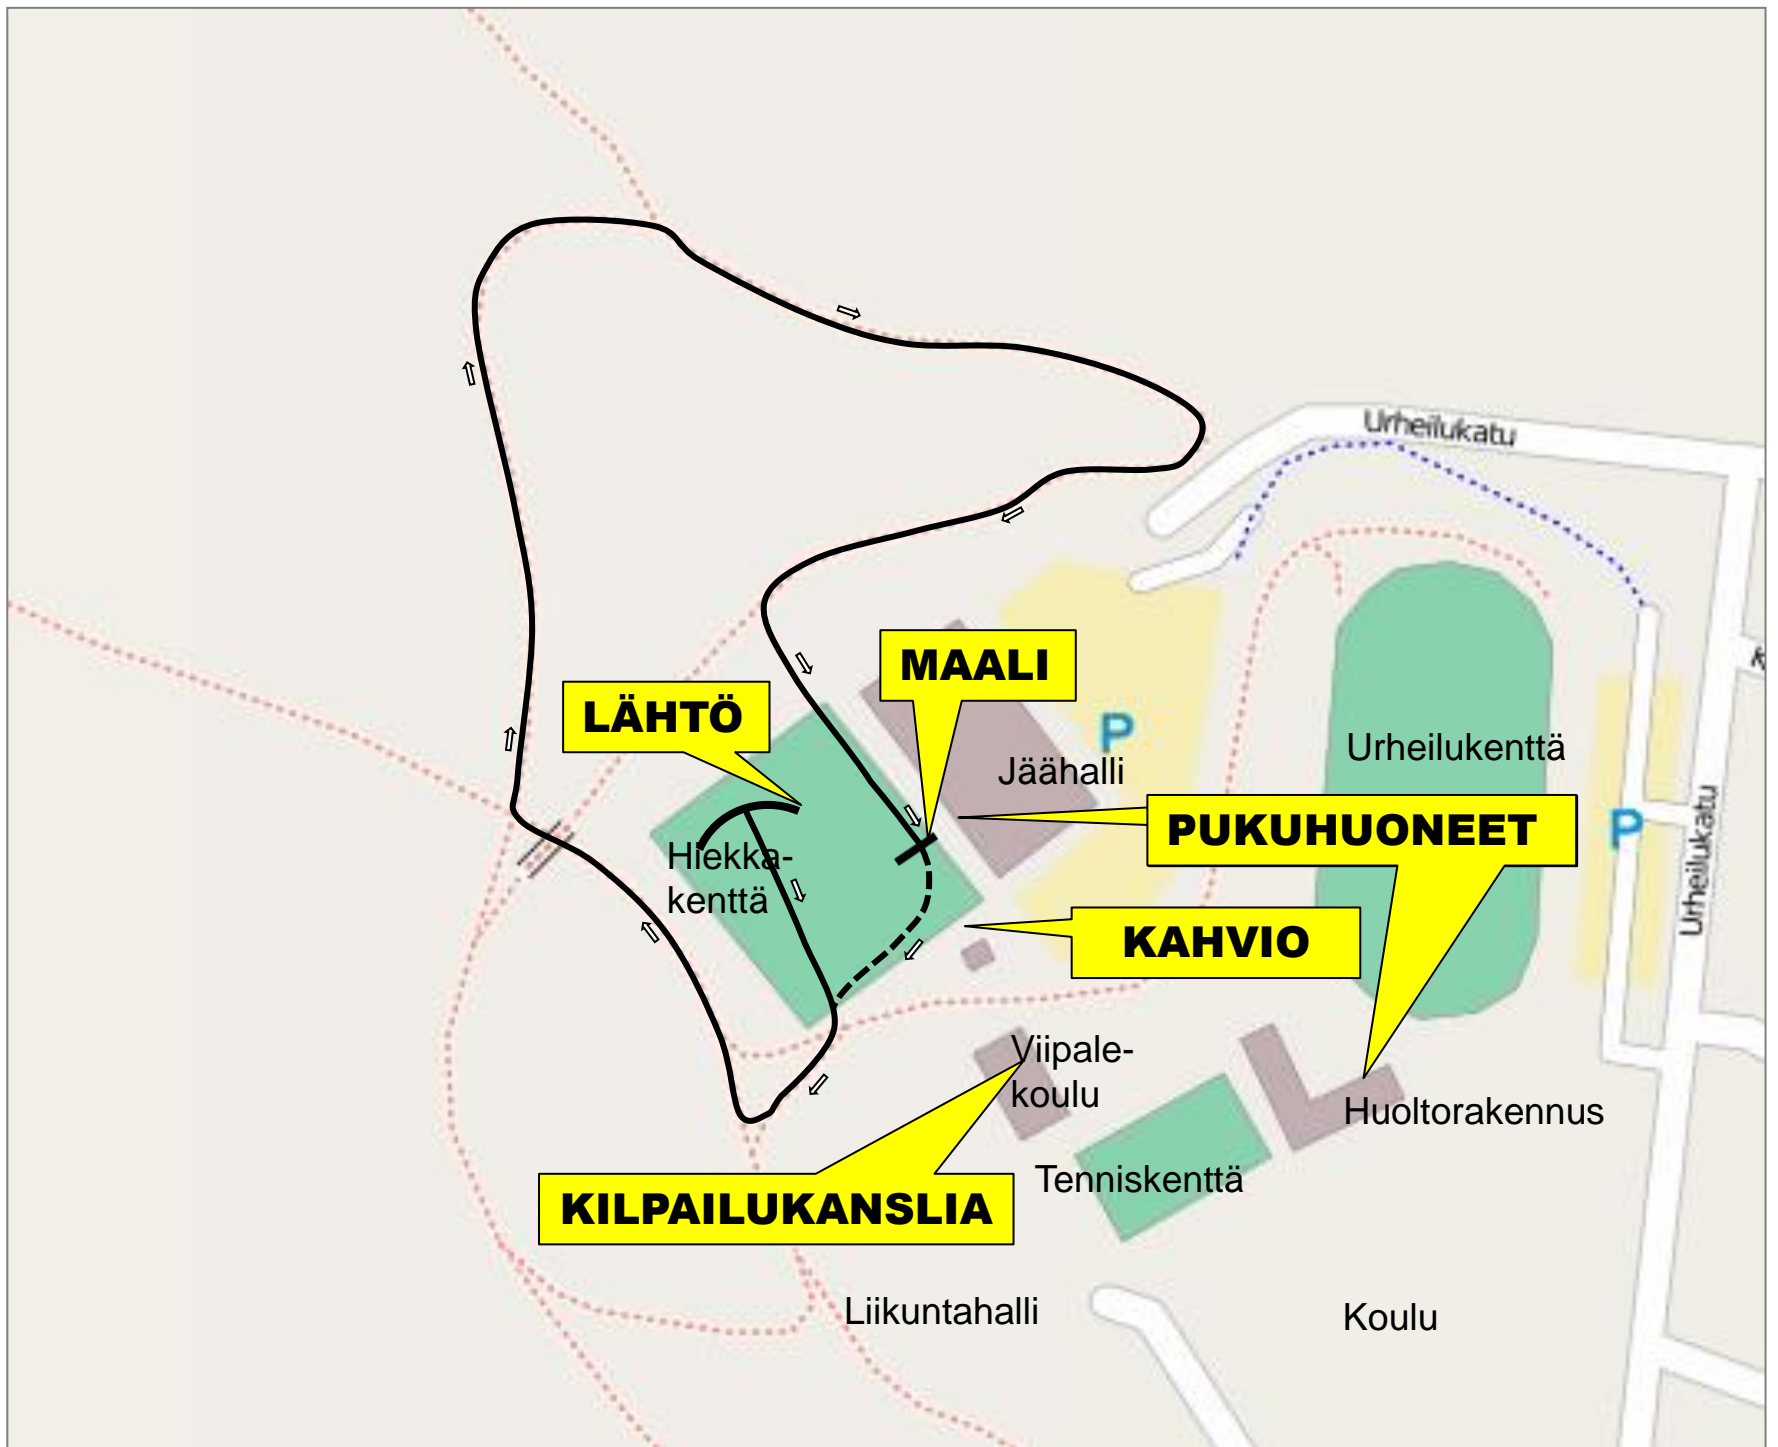 Urheilukatu
MAALI
LÄHTÖ
P
Jäähalli
Urheilukenttä
PUKUHUONEET
P
Urheilukatu
Hiekka-
kenttä
KAHVIO
Viipale-
koulu
Huoltorakennus
Tenniskenttä
KILPAILUKANSLIA
Liikuntahalli
Koulu